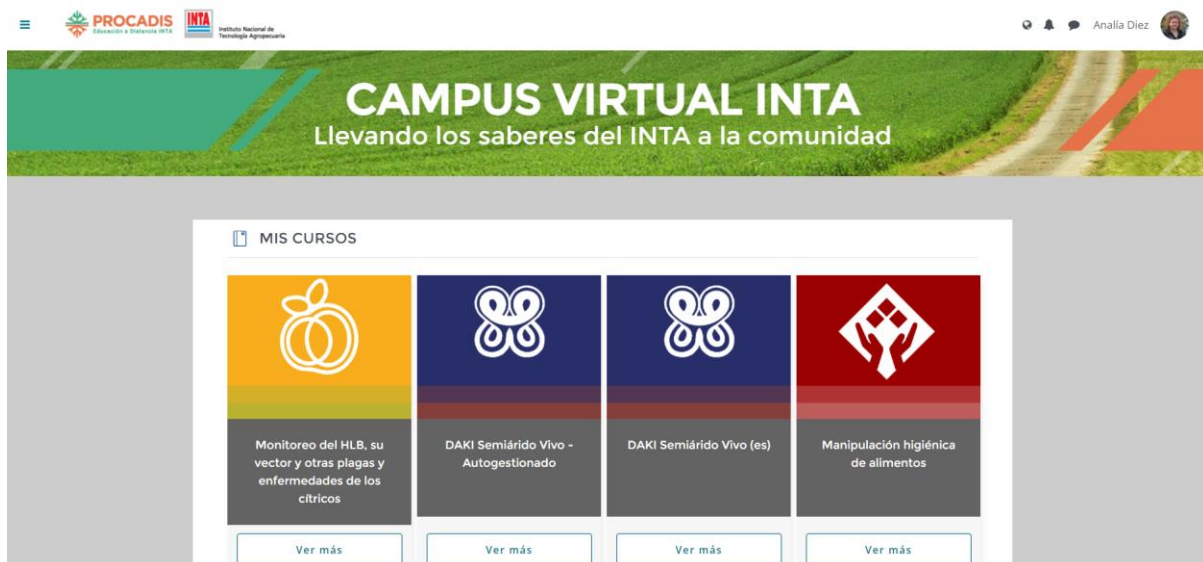 PROCADIS
Educación a Distancia INTA
INTA
Instituto Nacional de
Tecnología Agropecuaria
Analía Diez
CAMPUS VIRTUAL INTA
Llevando los saberes del INTA a la comunidad
MIS CURSOS
Monitoreo del HLB, su
vector y otras plagas y
enfermedades de los
cítricos
DAKI Semiárido Vivo -
Autogestionado
DAKI Semiárido Vivo (es)
Manipulación higiénica
de alimentos
Ver más
Ver más
Ver más
Ver más